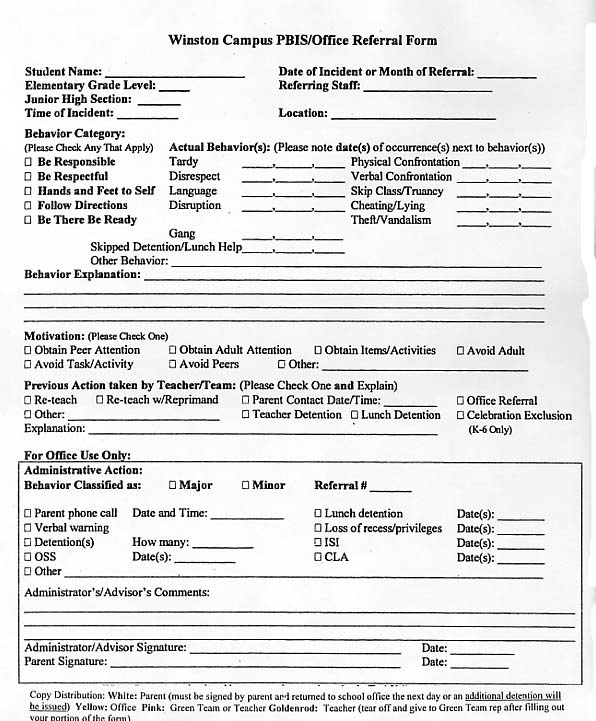 Winston Campus PBIS/Office Referral Form
Student Name: ____________ Date of Incident or Month of Referral: ________
Elementary Grade Level: _____ Referring Staff: ____________
Junior High Section: ______
Time of Incident: ________ Location: ____________
Behavior Category:
(Please Check Any That Apply) Actual Behavior(s): (Please note date(s) of occurrence(s) next to behavior(s))
☐ Be Responsible Tardy ____,____,____ Physical Confrontation ____,____,____
☐ Be Respectful Disrespect ____,____,____ Verbal Confrontation ____,____,____
☐ Hands and Feet to Self Language ____,____,____ Skip Class/Truancy ____,____,____
☐ Follow Directions Disruption ____,____,____ Cheating/Lying ____,____,____
☐ Be There Be Ready Theft/Vandalism ____,____,____
Gang ____,____,____
Skipped Detention/Lunch Help____,____,____
Other Behavior: ____________
Behavior Explanation: ____________
Motivation: (Please Check One)
☐ Obtain Peer Attention ☐ Obtain Adult Attention ☐ Obtain Items/Activities ☐ Avoid Adult
☐ Avoid Task/Activity ☐ Avoid Peers ☐ Other: ____________
Previous Action taken by Teacher/Team: (Please Check One and Explain)
☐ Re-teach ☐ Re-teach w/Reprimand ☐ Parent Contact Date/Time: ________ ☐ Office Referral
☐ Other: ____________ ☐ Teacher Detention ☐ Lunch Detention ☐ Celebration Exclusion
Explanation: ____________ (K-6 Only)
For Office Use Only:
Administrative Action:
Behavior Classified as: ☐ Major ☐ Minor Referral # ______
☐ Parent phone call Date and Time: ________ ☐ Lunch detention Date(s): ______
☐ Verbal warning ☐ Loss of recess/privileges Date(s): ______
☐ Detention(s) How many: ________ ☐ ISI Date(s): ______
☐ OSS Date(s): ________ ☐ CLA Date(s): ______
☐ Other ____________
Administrator's/Advisor's Comments:
Administrator/Advisor Signature: ____________ Date: ________
Parent Signature: ____________ Date: ________
Copy Distribution: White: Parent (must be signed by parent and returned to school office the next day or an additional detention will
be issued) Yellow: Office Pink: Green Team or Teacher Goldenrod: Teacher (tear off and give to Green Team rep after filling out
your portion of the form)